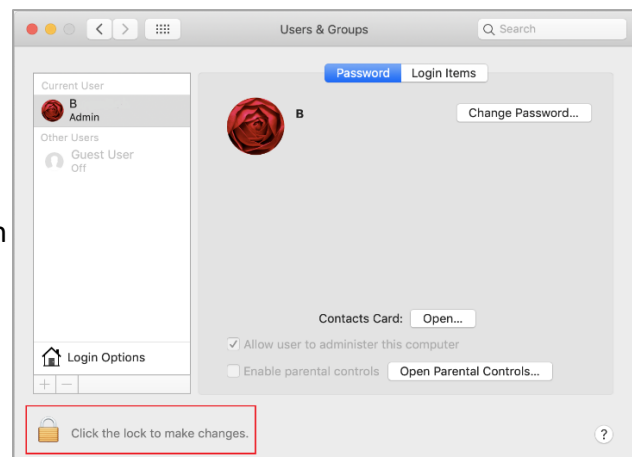 Users & Groups
Search
Password
Login Items
Current User
B
Admin
Other Users
Guest User
Off
Login Options
+ −
B
Change Password...
Contacts Card:
Open...
Allow user to administer this computer
Enable parental controls
Open Parental Controls...
n
Click the lock to make changes.
?